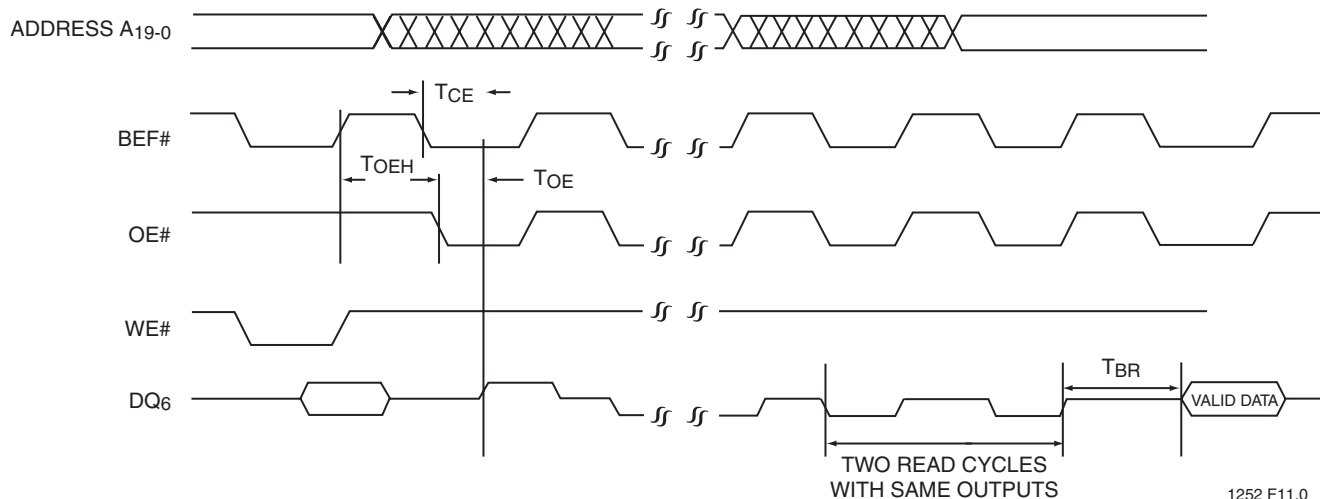 ADDRESS A19-0
TCE
BEF#
TOEH
TOE
OE#
WE#
TBR
DQ6
VALID DATA
TWO READ CYCLES
WITH SAME OUTPUTS
1252 F11.0